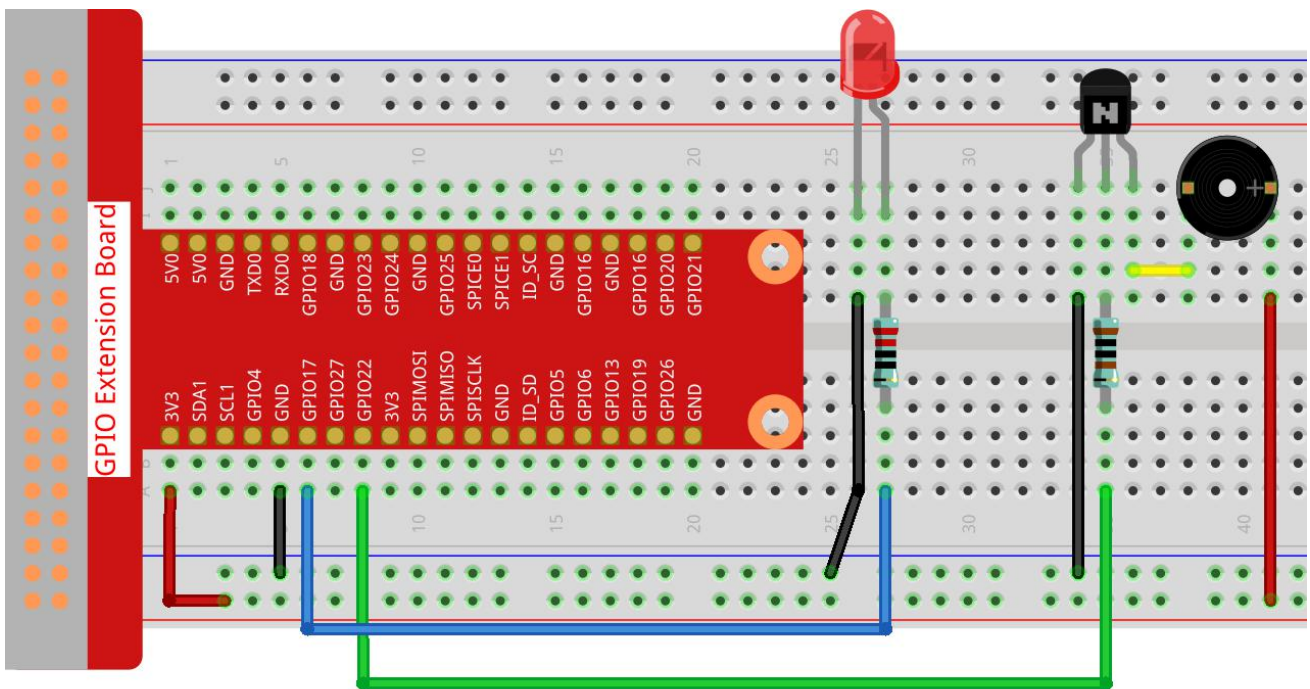 GPIO Extension Board
1
5
10
15
20
25
30
J
I
5V0
5V0
GND
TXD0
RXD0
GPIO18
GND
GPIO23
GPIO24
GND
GPIO25
SPICE0
SPICE1
ID_SC
GND
GPIO16
GND
GPIO16
GPIO20
GPIO21
3V3
SDA1
SCL1
GPIO4
GND
GPIO17
GPIO27
GPIO22
3V3
SPIMOSI
SPIMISO
SPISCLK
GND
ID_SD
GPIO5
GPIO6
GPIO13
GPIO19
GPIO26
GND
B
A
10
15
20
25
30
40
N
+